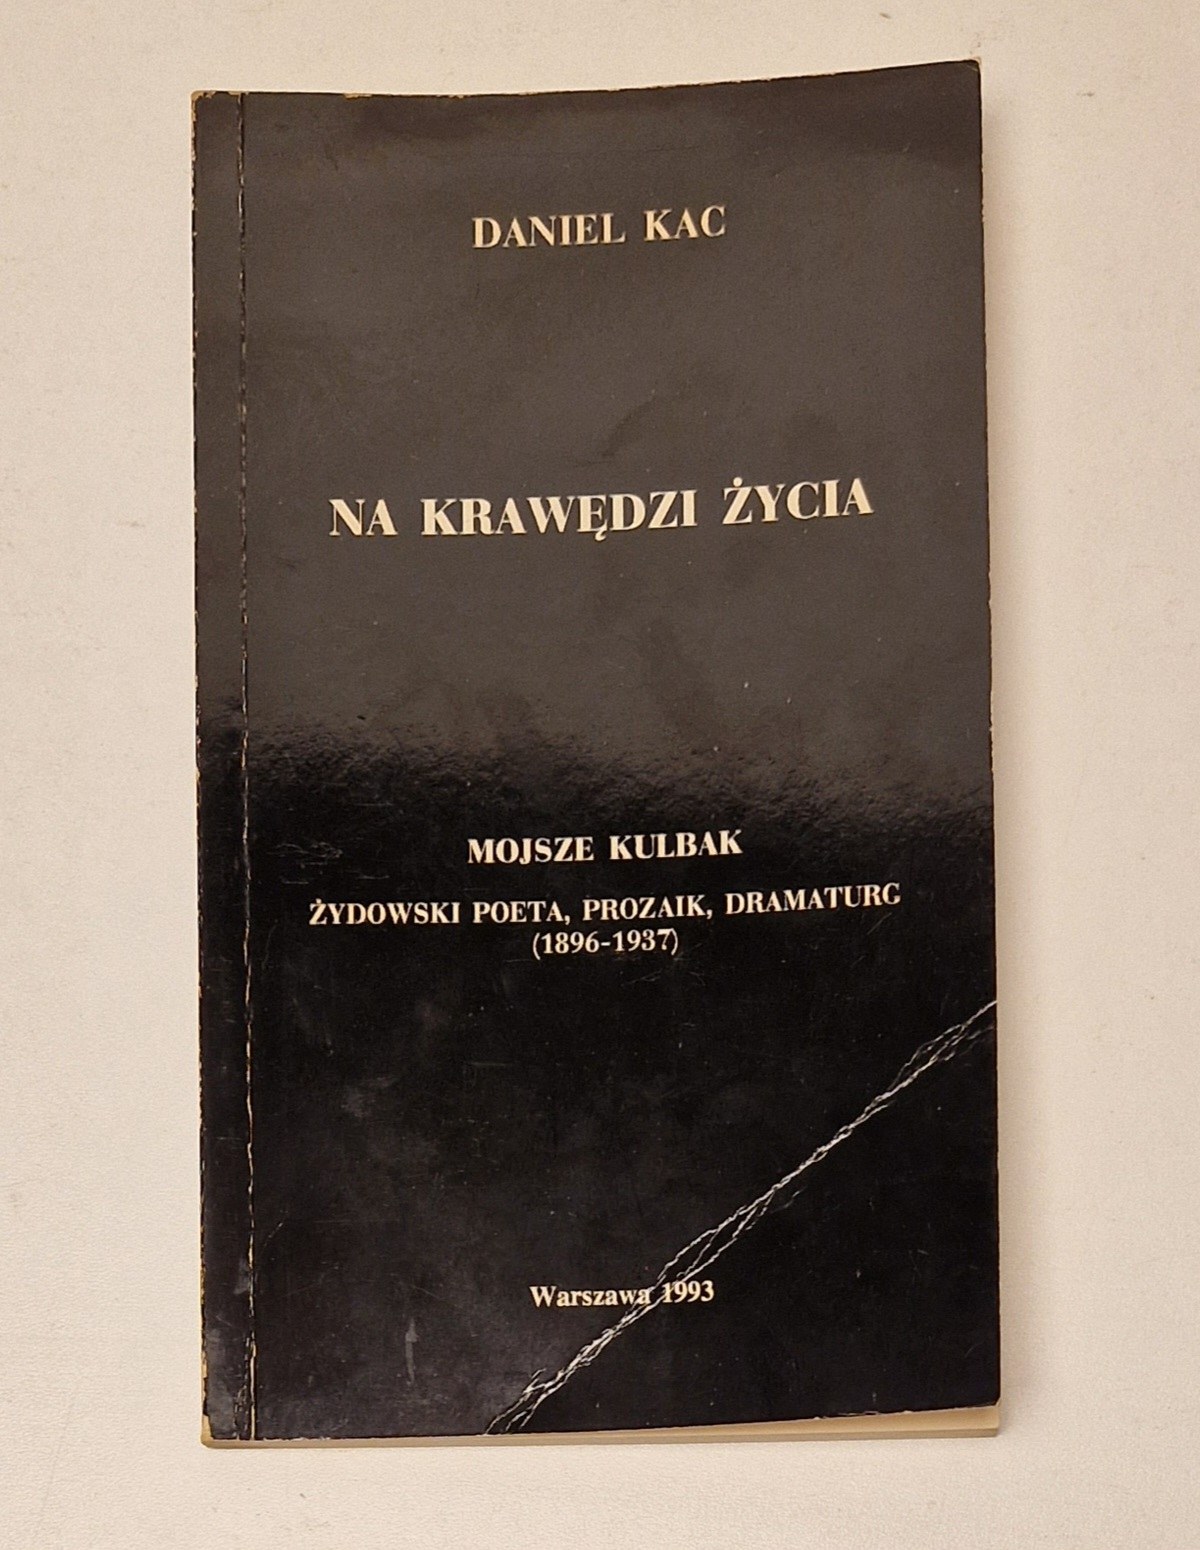 DANIEL KAC
NA KRAWĘDZI ŻYCIA
MOJSZE KULBAK
ŻYDOWSKI POETA, PROZAIK, DRAMATURG
(1896-1937)
Warszawa 1993